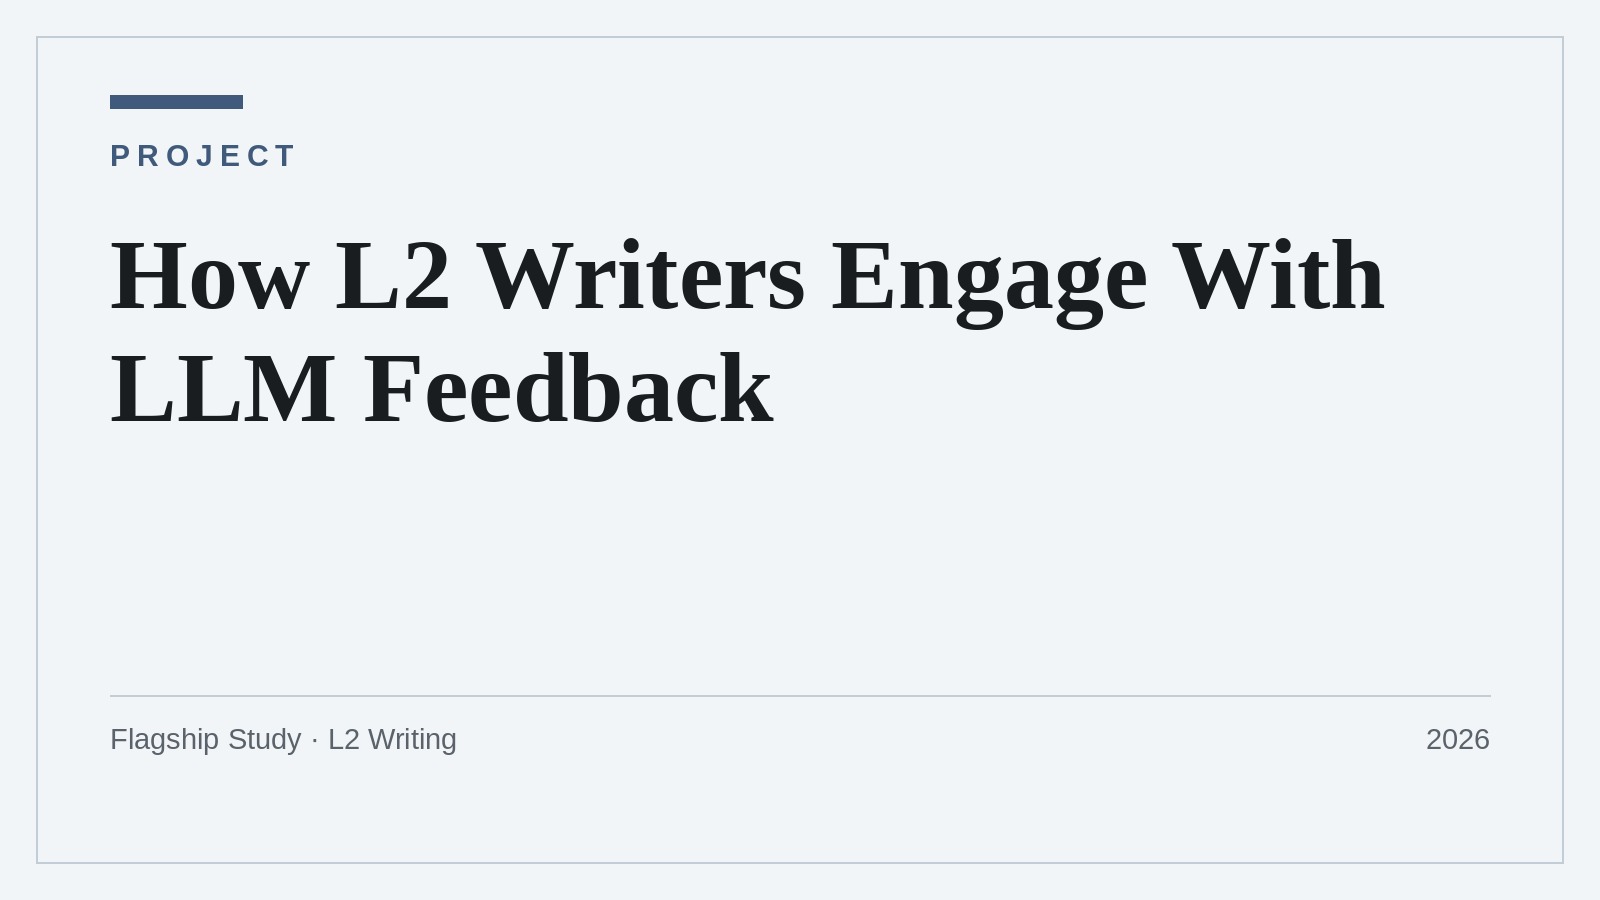 PROJECT
How L2 Writers Engage With
LLM Feedback
Flagship Study · L2 Writing
2026